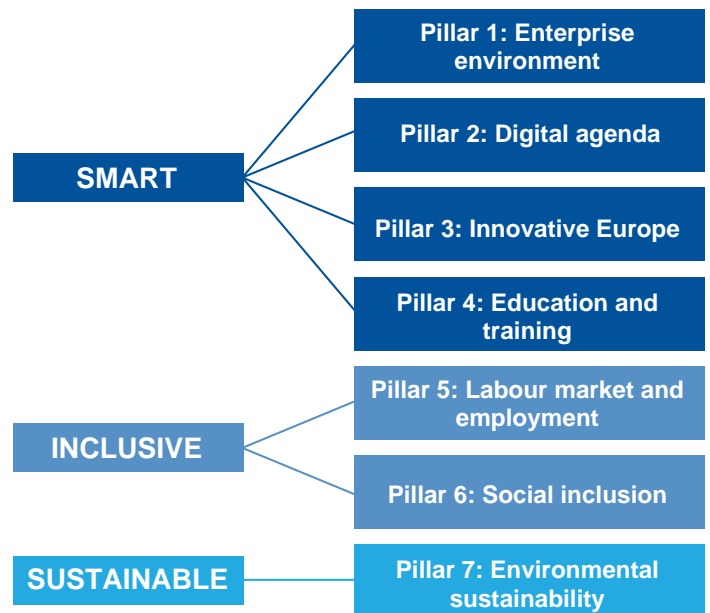 SMART
Pillar 1: Enterprise
environment
Pillar 2: Digital agenda
Pillar 3: Innovative Europe
Pillar 4: Education and
training
INCLUSIVE
Pillar 5: Labour market and
employment
Pillar 6: Social inclusion
SUSTAINABLE
Pillar 7: Environmental
sustainability